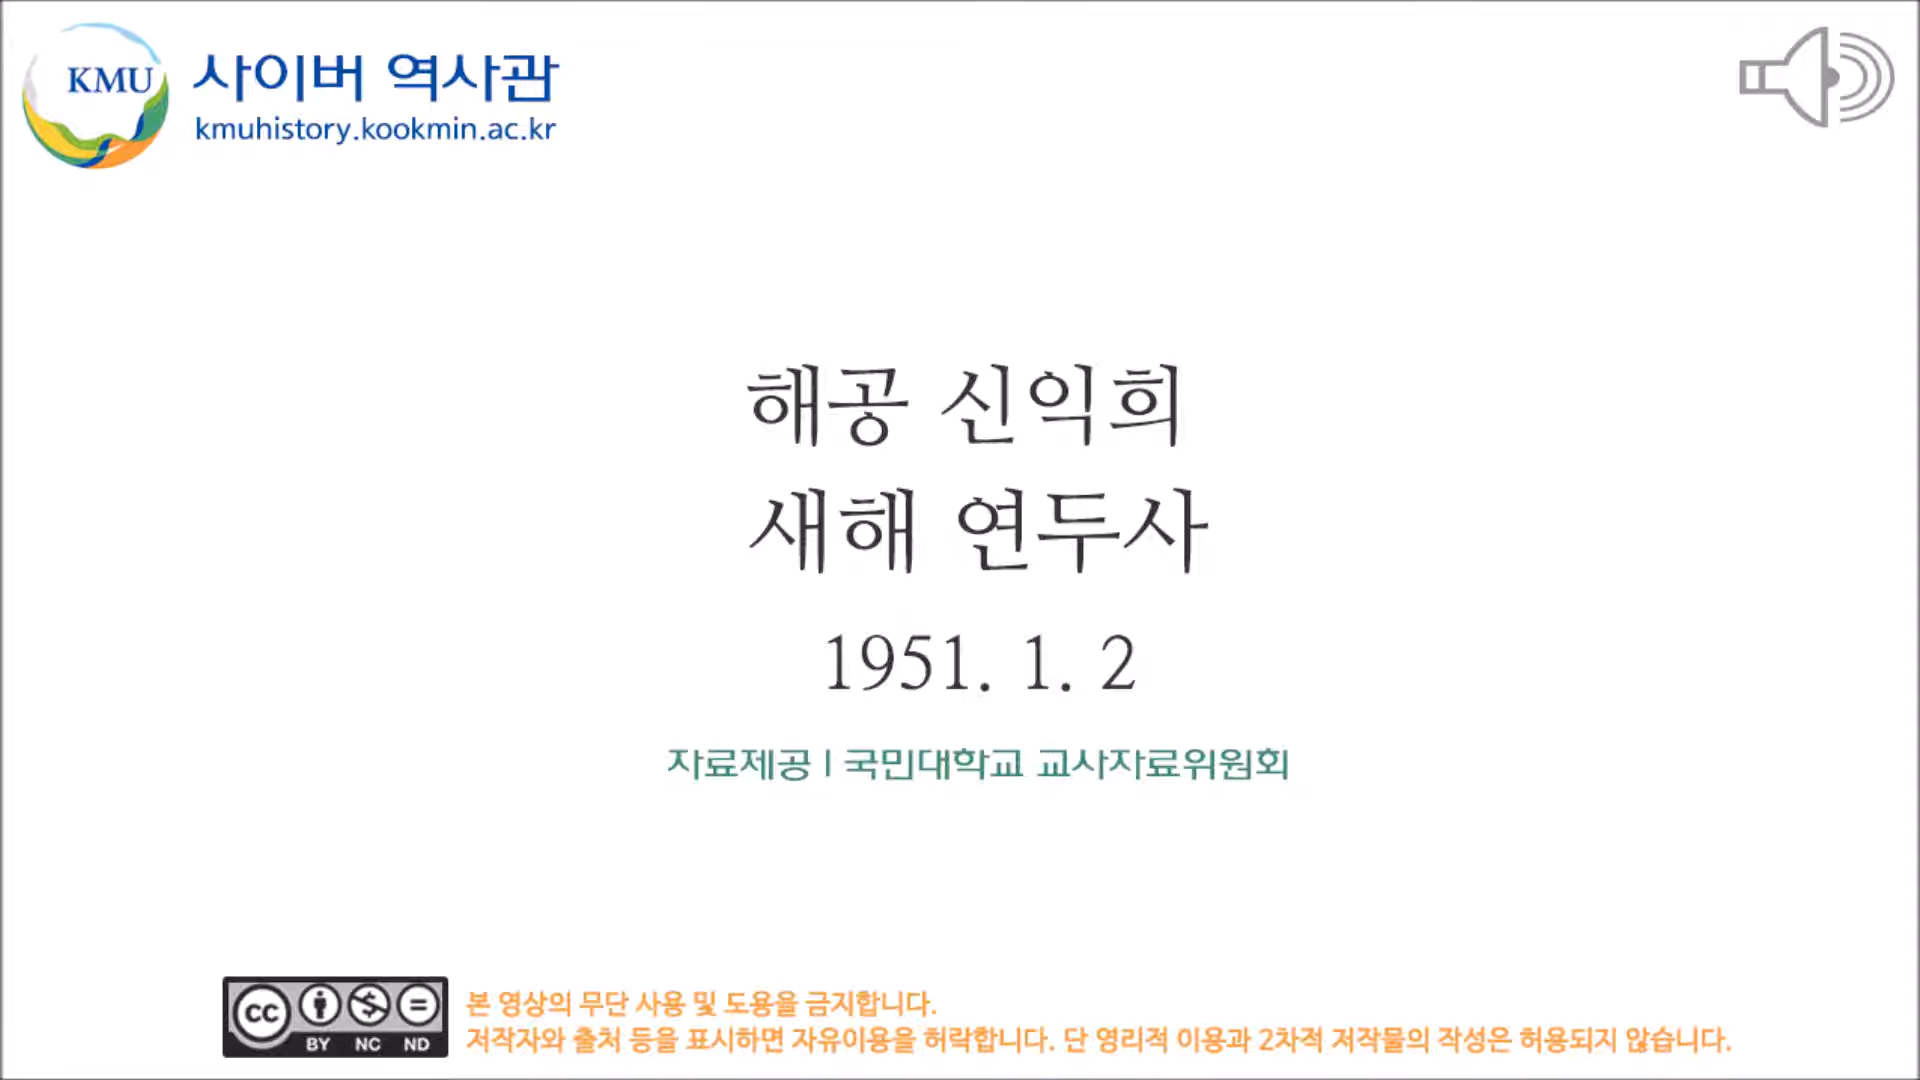 KMU
사이버 역사관
kmuhistory.kookmin.ac.kr
해공 신익희
새해 연두사
1951. 1. 2
자료제공 | 국민대학교 교사자료위원회
cc
BY NC ND
본 영상의 무단 사용 및 도용을 금지합니다.
저작자와 출처 등을 표시하면 자유이용을 허락합니다. 단 영리적 이용과 2차적 저작물의 작성은 허용되지 않습니다.